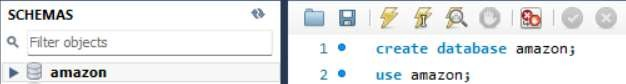 SCHEMAS
Filter objects
amazon
1 create database amazon;
2 use amazon;